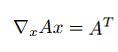 ∇ₓAx = Aᵀ